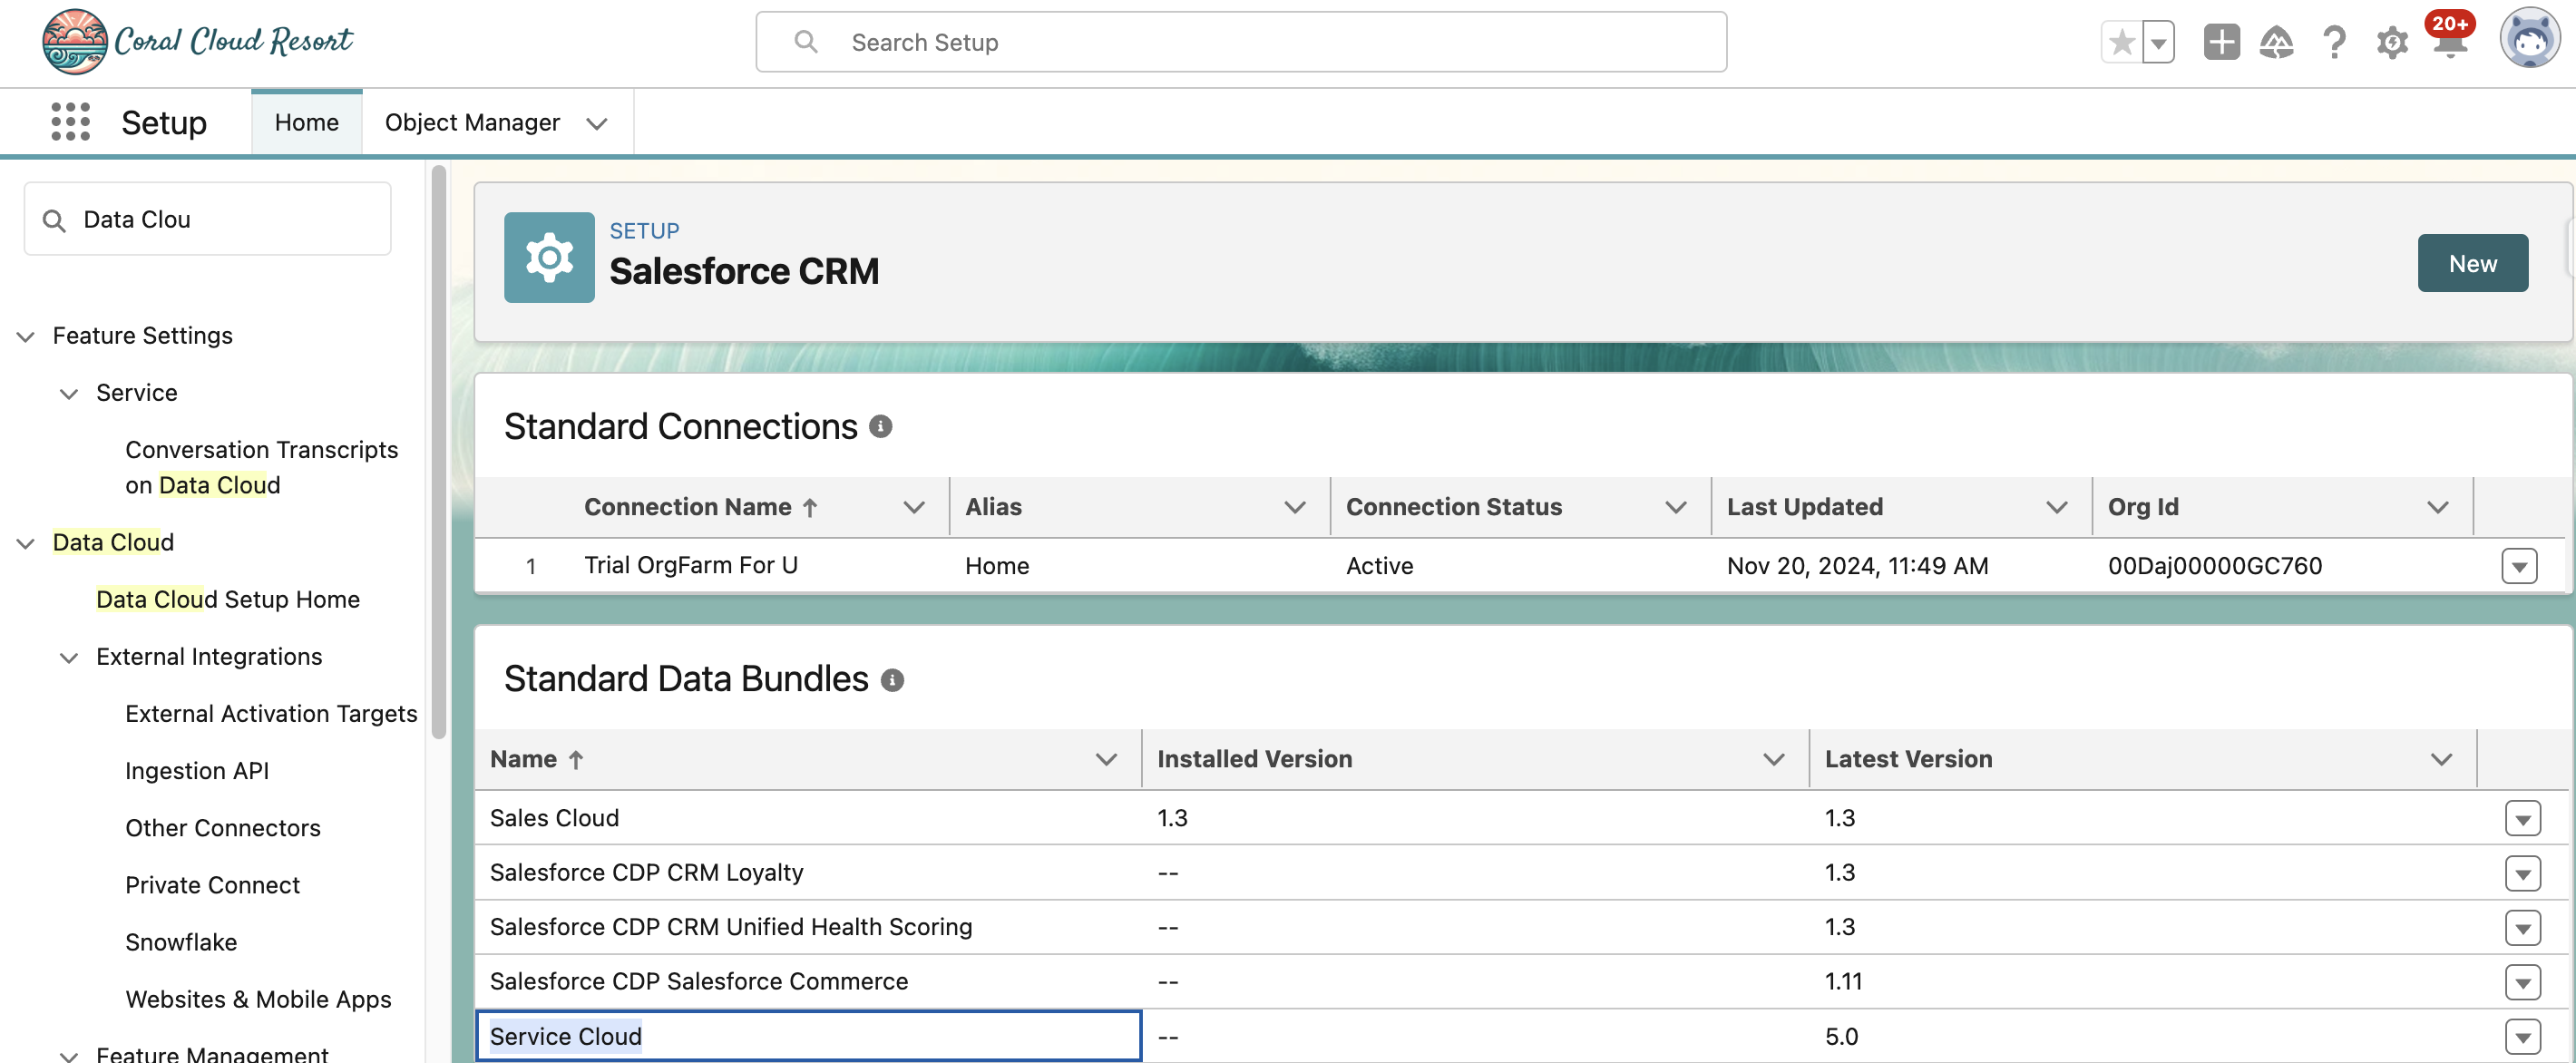 Coral Cloud Resort
Search Setup
20+
Setup
Home
Object Manager
Data Clou
Feature Settings
Service
Conversation Transcripts
on Data Cloud
Data Cloud
Data Cloud Setup Home
External Integrations
External Activation Targets
Ingestion API
Other Connectors
Private Connect
Snowflake
Websites & Mobile Apps
Feature Management
SETUP
Salesforce CRM
New
Standard Connections
Connection Name Alias Connection Status Last Updated Org Id
1 Trial OrgFarm For U Home Active Nov 20, 2024, 11:49 AM 00Daj00000GC760
Standard Data Bundles
Name Installed Version Latest Version
Sales Cloud 1.3 1.3
Salesforce CDP CRM Loyalty -- 1.3
Salesforce CDP CRM Unified Health Scoring -- 1.3
Salesforce CDP Salesforce Commerce -- 1.11
Service Cloud -- 5.0